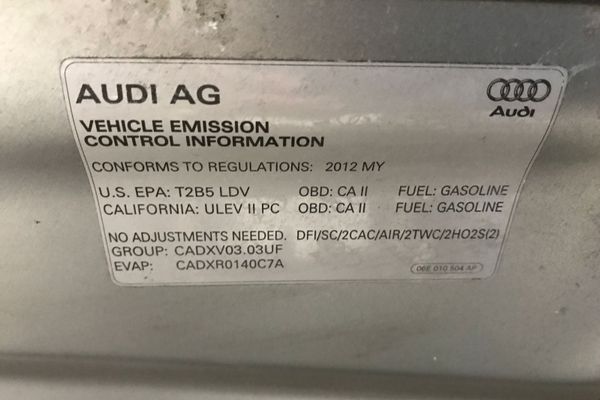 AUDI AG
Audi
VEHICLE EMISSION
CONTROL INFORMATION
CONFORMS TO REGULATIONS: 2012 MY
U.S. EPA: T2B5 LDV OBD: CA II FUEL: GASOLINE
CALIFORNIA: ULEV II PC OBD: CA II FUEL: GASOLINE
NO ADJUSTMENTS NEEDED. DFI/SC/2CAC/AIR/2TWC/2HO2S(2)
GROUP: CADXV03.03UF
EVAP: CADXR0140C7A
06E 010 504 AP